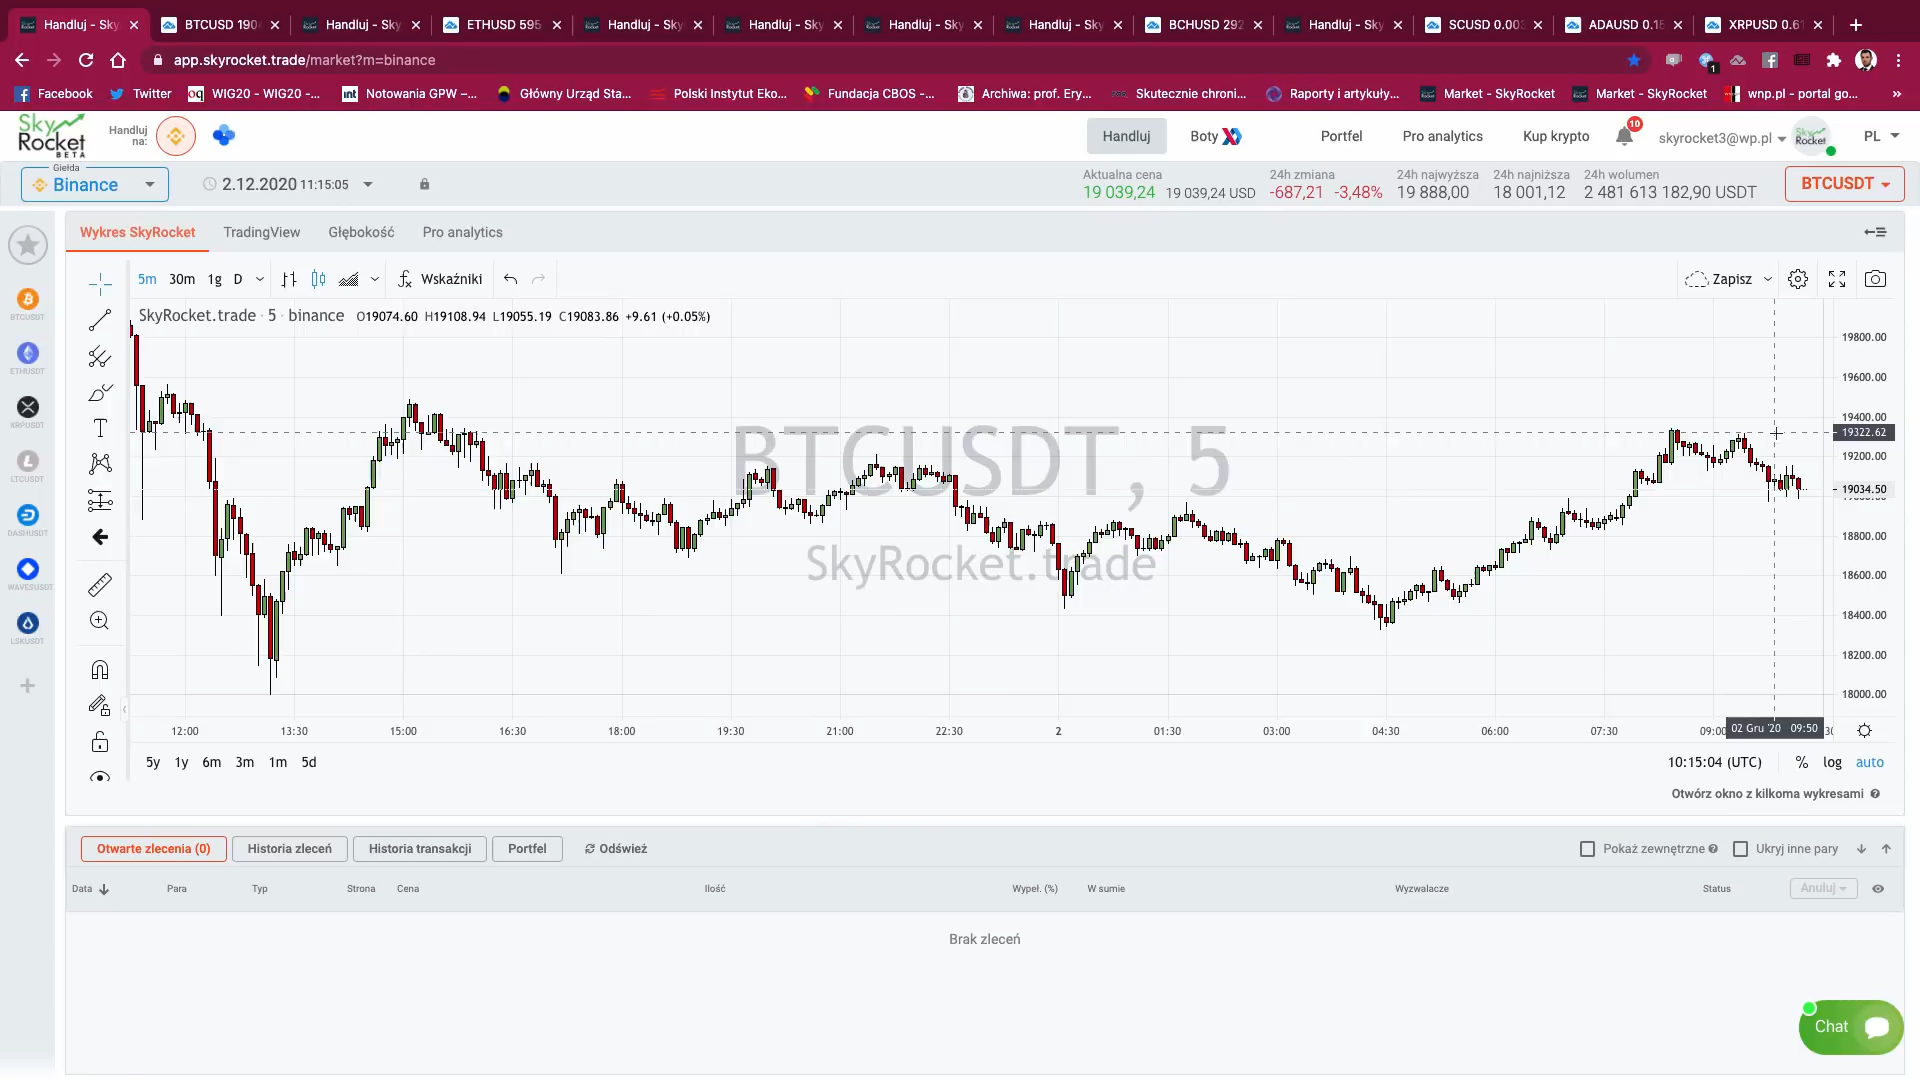 Handluj - Sky
BTCUSD 190
Handluj - Sky
ETHUSD 595
Handluj - Sky
Handluj - Sky
Handluj - Sky
Handluj - Sky
BCHUSD 292
Handluj - Sky
SCUSD 0.003
ADAUSD 0.15
XRPUSD 0.61
app.skyrocket.trade/market?m=binance
1
Facebook
Twitter
WIG20 - WIG20 -...
Notowania GPW –...
Główny Urząd Sta...
Polski Instytut Eko...
Fundacja CBOS –...
Archiwa: prof. Ery...
Skutecznie chroni...
Raporty i artykuły...
Market - SkyRocket
Market - SkyRocket
wnp.pl - portal go...
Sky
Rocket
BETA
Handluj
na:
Handluj
Boty
Portfel
Pro analytics
Kup krypto
10
skyrocket3@wp.pl
PL
Giełda
Binance
2.12.2020 11:15:05
Aktualna cena
19 039,24 19 039,24 USD
24h zmiana
-687,21 -3,48%
24h najwyższa
19 888,00
24h najniższa
18 001,12
24h wolumen
2 481 613 182,90 USDT
BTCUSDT
Wykres SkyRocket
TradingView
Głębokość
Pro analytics
5m 30m 1g D
Wskaźniki
Zapisz
SkyRocket.trade · 5 · binance O19074.60 H19108.94 L19055.19 C19083.86 +9.61 (+0.05%)
BTCUSDT, 5
SkyRocket.trade
BTCUSDT
ETHUSDT
XRPUSDT
LTCUSDT
DASHUSDT
WAVESUSDT
LSKUSDT
19800.00
19600.00
19400.00
19322.62
19200.00
19034.50
18800.00
18600.00
18400.00
18200.00
18000.00
12:00 13:30 15:00 16:30 18:00 19:30 21:00 22:30 2 01:30 03:00 04:30 06:00 07:30 09:00 02 Gru '20 09:50
5y 1y 6m 3m 1m 5d
10:15:04 (UTC) % log auto
Otwórz okno z kilkoma wykresami
Otwarte zlecenia (0)
Historia zleceń
Historia transakcji
Portfel
Odśwież
Pokaż zewnętrzne
Ukryj inne pary
Data Para Typ Strona Cena Ilość Wypeł. (%) W sumie Wyzwalacze Status Anuluj
Brak zleceń
Chat